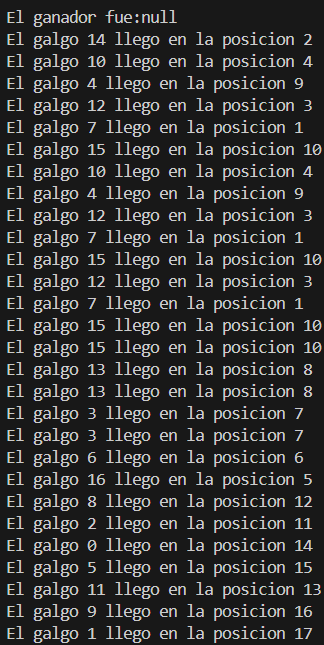 El ganador fue:null
El galgo 14 llego en la posicion 2
El galgo 10 llego en la posicion 4
El galgo 4 llego en la posicion 9
El galgo 12 llego en la posicion 3
El galgo 7 llego en la posicion 1
El galgo 15 llego en la posicion 10
El galgo 10 llego en la posicion 4
El galgo 4 llego en la posicion 9
El galgo 12 llego en la posicion 3
El galgo 7 llego en la posicion 1
El galgo 15 llego en la posicion 10
El galgo 12 llego en la posicion 3
El galgo 7 llego en la posicion 1
El galgo 15 llego en la posicion 10
El galgo 15 llego en la posicion 10
El galgo 13 llego en la posicion 8
El galgo 13 llego en la posicion 8
El galgo 3 llego en la posicion 7
El galgo 3 llego en la posicion 7
El galgo 6 llego en la posicion 6
El galgo 16 llego en la posicion 5
El galgo 8 llego en la posicion 12
El galgo 2 llego en la posicion 11
El galgo 0 llego en la posicion 14
El galgo 5 llego en la posicion 15
El galgo 11 llego en la posicion 13
El galgo 9 llego en la posicion 16
El galgo 1 llego en la posicion 17